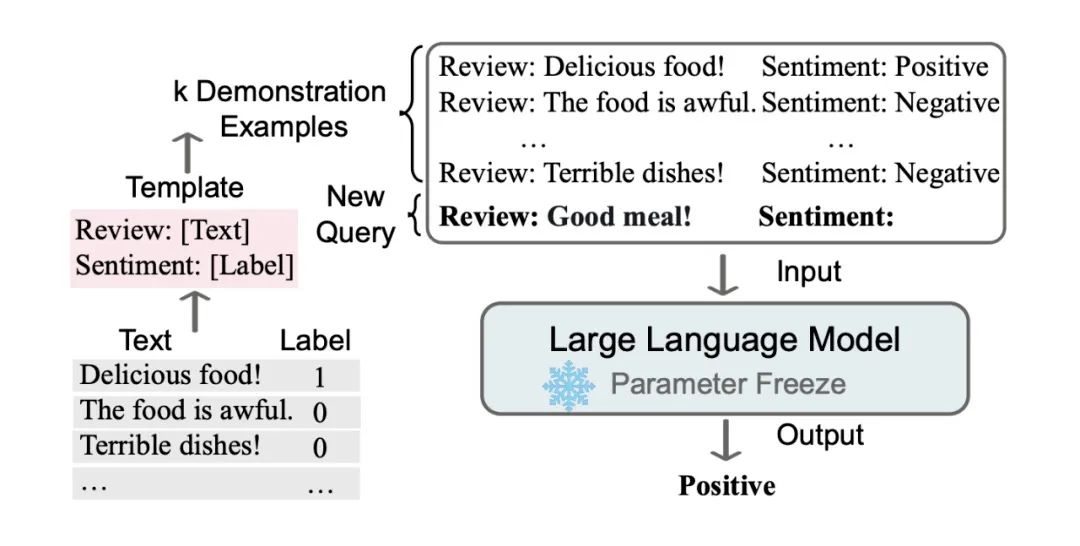 k Demonstration
Examples
Template
Review: [Text]
Sentiment: [Label]
Text Label
Delicious food! 1
The food is awful. 0
Terrible dishes! 0
... ...
Review: Delicious food! Sentiment: Positive
Review: The food is awful. Sentiment: Negative
... ...
Review: Terrible dishes! Sentiment: Negative
New
Query
Review: Good meal! Sentiment:
Input
Large Language Model
Parameter Freeze
Output
Positive